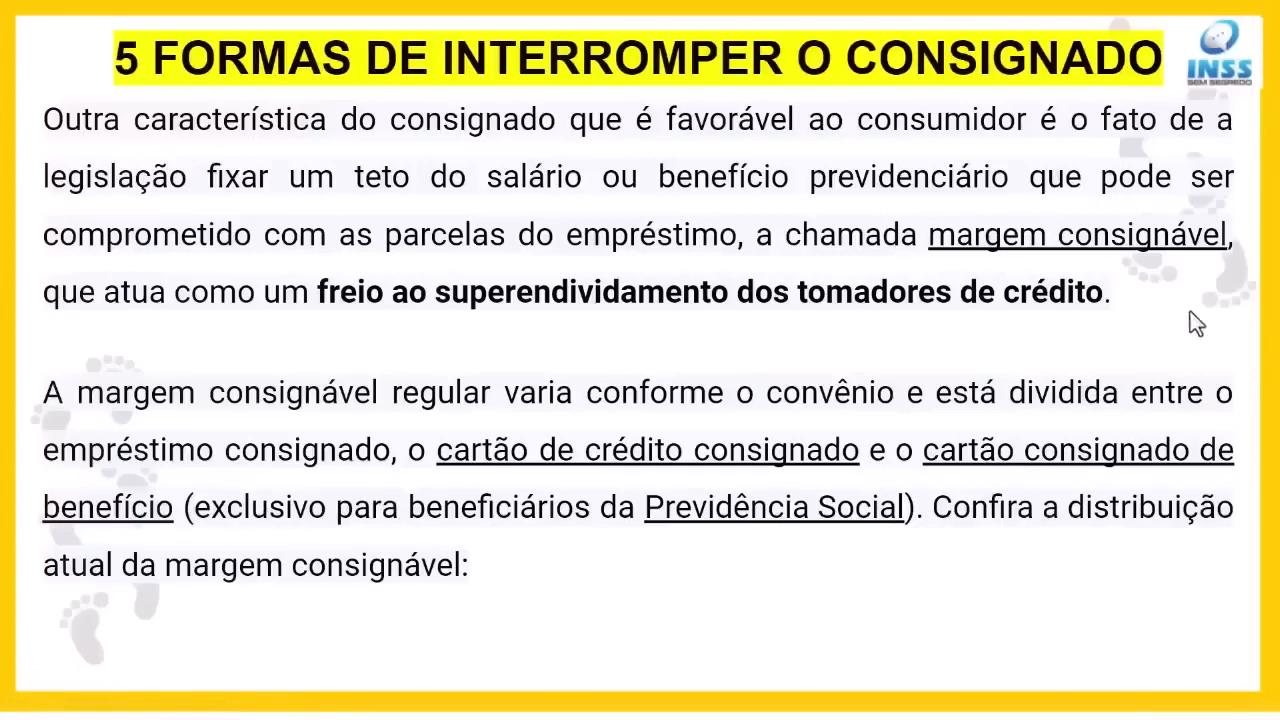 5 FORMAS DE INTERROMPER O CONSIGNADO
INSS
SEM SEGREDO
Outra característica do consignado que é favorável ao consumidor é o fato de a
legislação fixar um teto do salário ou benefício previdenciário que pode ser
comprometido com as parcelas do empréstimo, a chamada margem consignável,
que atua como um freio ao superendividamento dos tomadores de crédito.
A margem consignável regular varia conforme o convênio e está dividida entre o
empréstimo consignado, o cartão de crédito consignado e o cartão consignado de
benefício (exclusivo para beneficiários da Previdência Social). Confira a distribuição
atual da margem consignável: